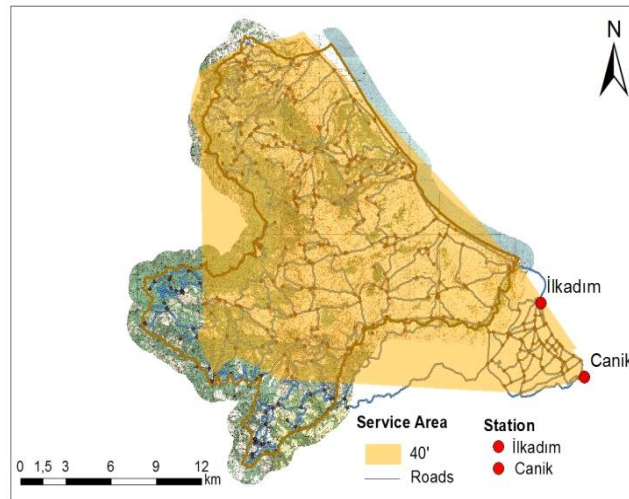 N
İlkadım
Canik
Service Area
40'
Roads
Station
İlkadım
Canik
0 1,5 3 6 9 12
km